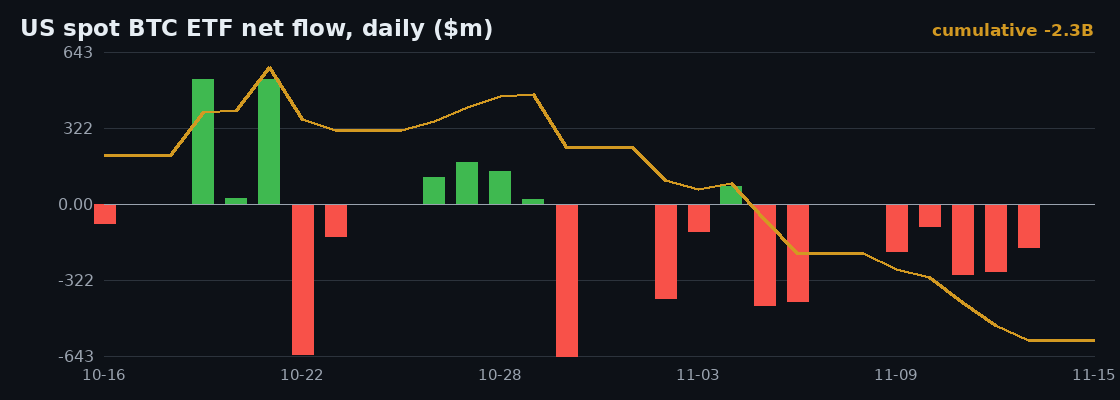 US spot BTC ETF net flow, daily ($m)
cumulative -2.3B
643
322
0.00
-322
-643
10-16 10-22 10-28 11-03 11-09 11-15